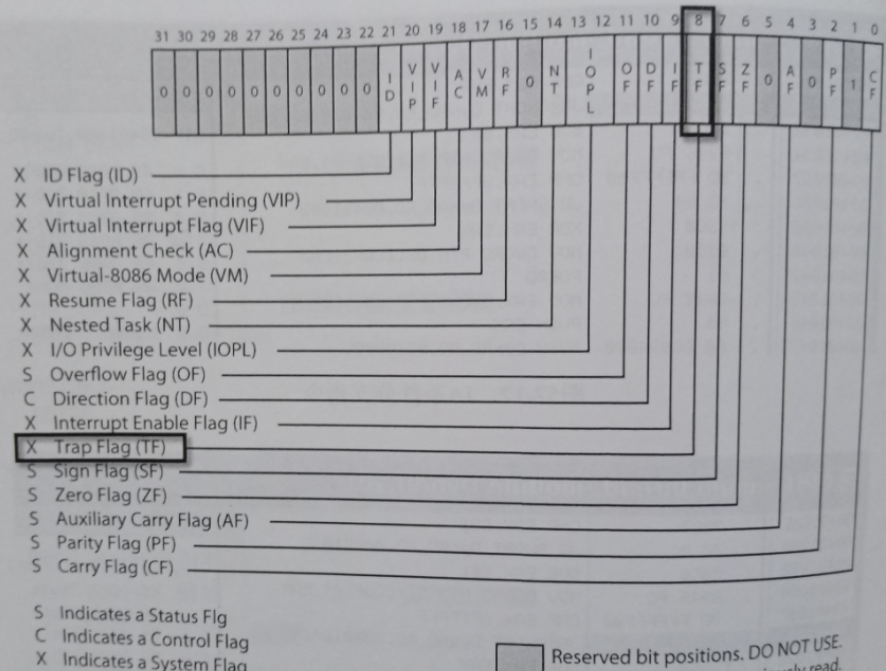 31 30 29 28 27 26 25 24 23 22 21 20 19 18 17 16 15 14 13 12 11 10 9 8 7 6 5 4 3 2 1 0
0 0 0 0 0 0 0 0 0 0 ID VIP VIF AC VM RF 0 NT IOPL OF DF IF TF SF ZF 0 AF 0 PF 1 CF
X ID Flag (ID)
X Virtual Interrupt Pending (VIP)
X Virtual Interrupt Flag (VIF)
X Alignment Check (AC)
X Virtual-8086 Mode (VM)
X Resume Flag (RF)
X Nested Task (NT)
X I/O Privilege Level (IOPL)
S Overflow Flag (OF)
C Direction Flag (DF)
X Interrupt Enable Flag (IF)
X Trap Flag (TF)
S Sign Flag (SF)
S Zero Flag (ZF)
S Auxiliary Carry Flag (AF)
S Parity Flag (PF)
S Carry Flag (CF)
S Indicates a Status Flg
C Indicates a Control Flag
X Indicates a System Flag
Reserved bit positions. DO NOT USE.
read.